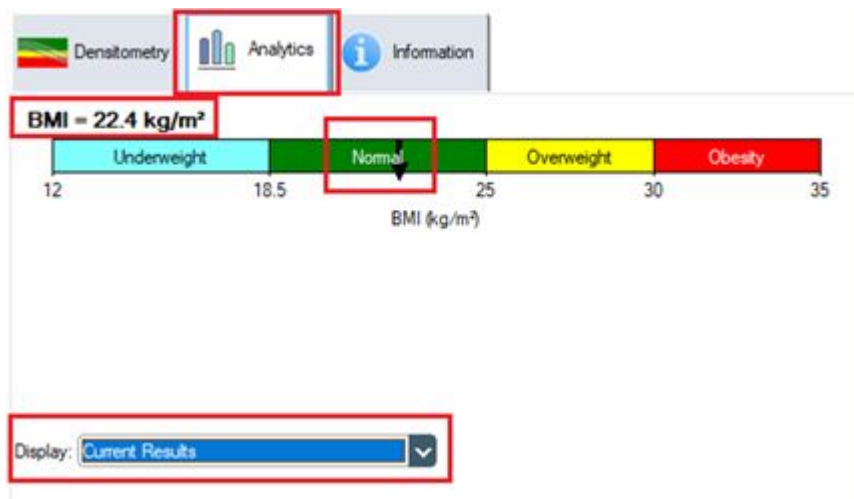 Densitometry Analytics Information
BMI = 22.4 kg/m²
Underweight Normal Overweight Obesity
12 18.5 25 30 35
BMI (kg/m²)
Display: Current Results